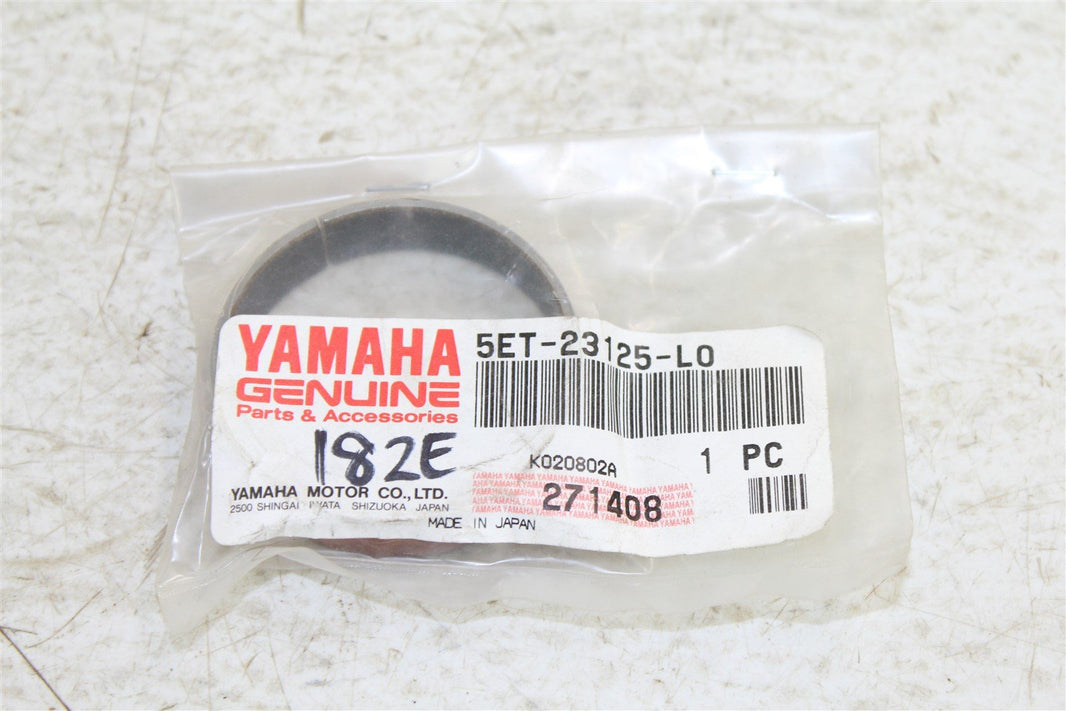 YAMAHA
GENUINE
Parts & Accessories
5ET-23125-L0
182E
K020802A
1 PC
YAMAHA MOTOR CO., LTD.
2500 SHINGAI IWATA SHIZUOKA JAPAN
271408
MADE IN JAPAN